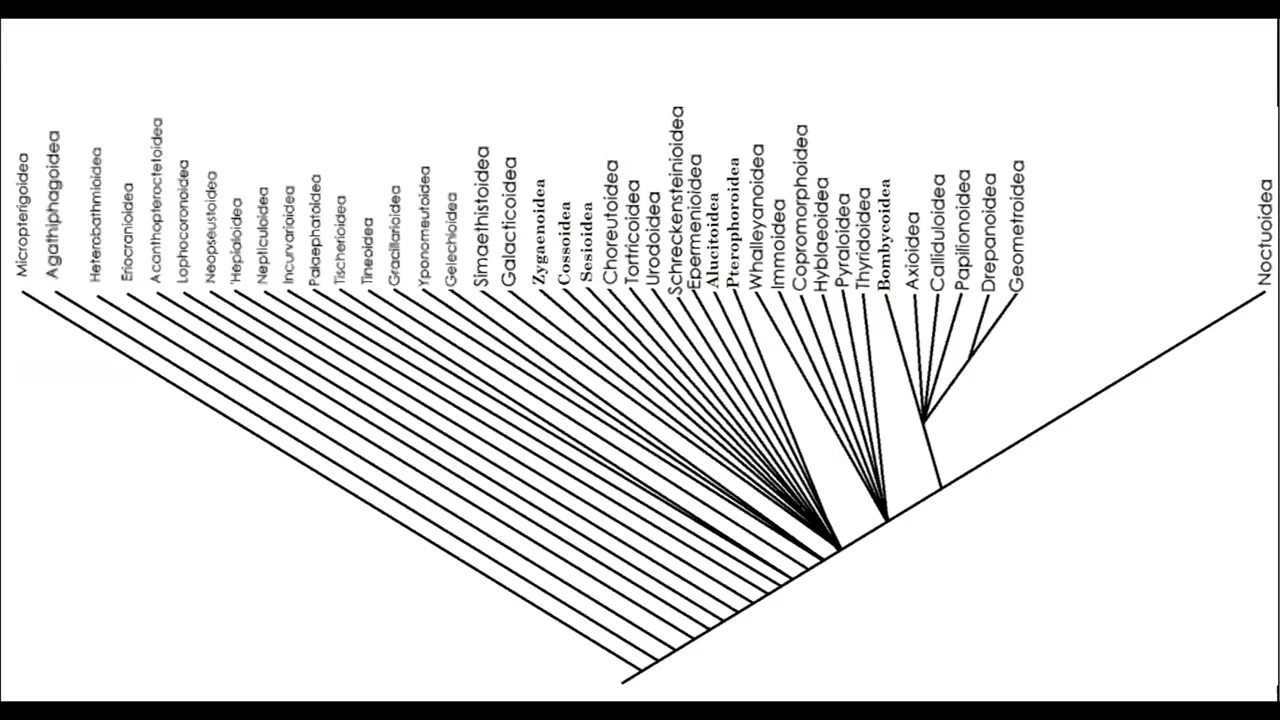 Micropterigoidea
Agathiphagoidea
Heterobathmioidea
Eriocranioidea
Acanthopteroctetoidea
Lophocoronoidea
Neopseustoidea
'Hepialoidea
Nepticuloidea
Incurvarioidea
Palaephatoidea
Tischerioidea
Tineoidea
Gracillarioidea
Yponomeutoidea
Gelechioidea
Simaethistoidea
Galacticoidea
Zygaenoidea
Cossoidea
Sesioidea
Choreutoidea
Tortricoidea
Urodoidea
Schreckensteinioidea
Epermenioidea
Alucitoidea
Pterophoroidea
Whalleyanoidea
Immoidea
Copromorphoidea
Hyblaeoidea
Pyraloidea
Thyridoidea
Bombycoidea
Axioidea
Calliduloidea
Papilionoidea
Drepanoidea
Geometroidea
Noctuoidea